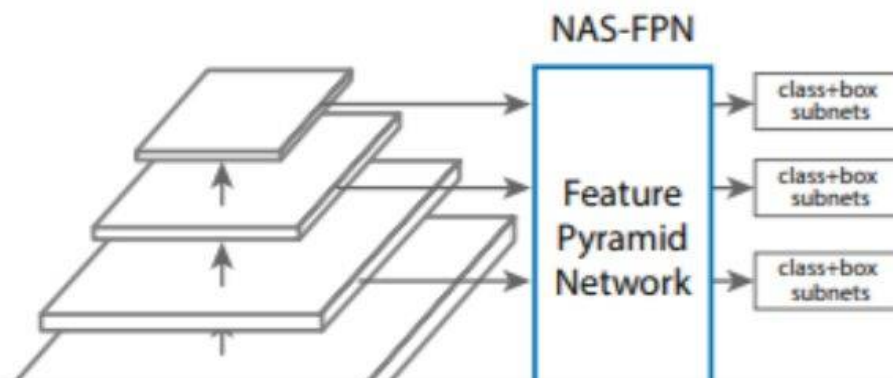 NAS-FPN
class+box
subnets
Feature
Pyramid
Network
class+box
subnets
class+box
subnets